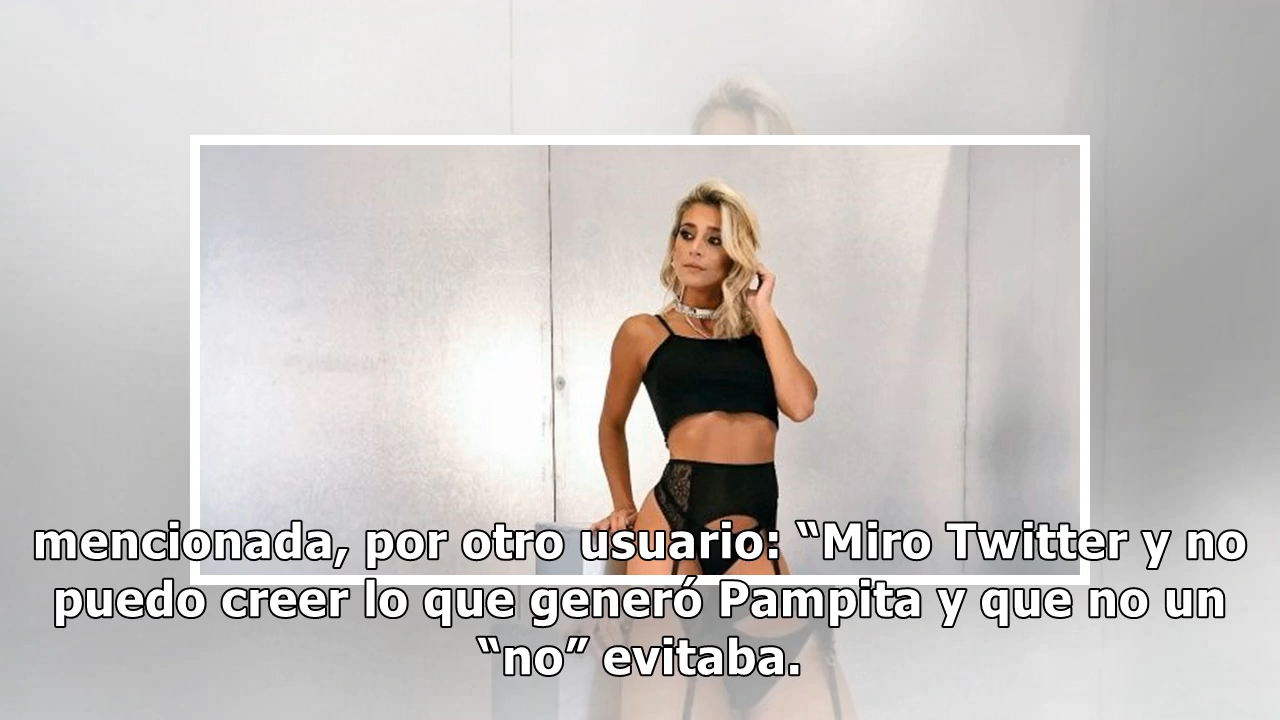 mencionada, por otro usuario: “Miro Twitter y no
puedo creer lo que generó Pampita y que no un
“no” evitaba.